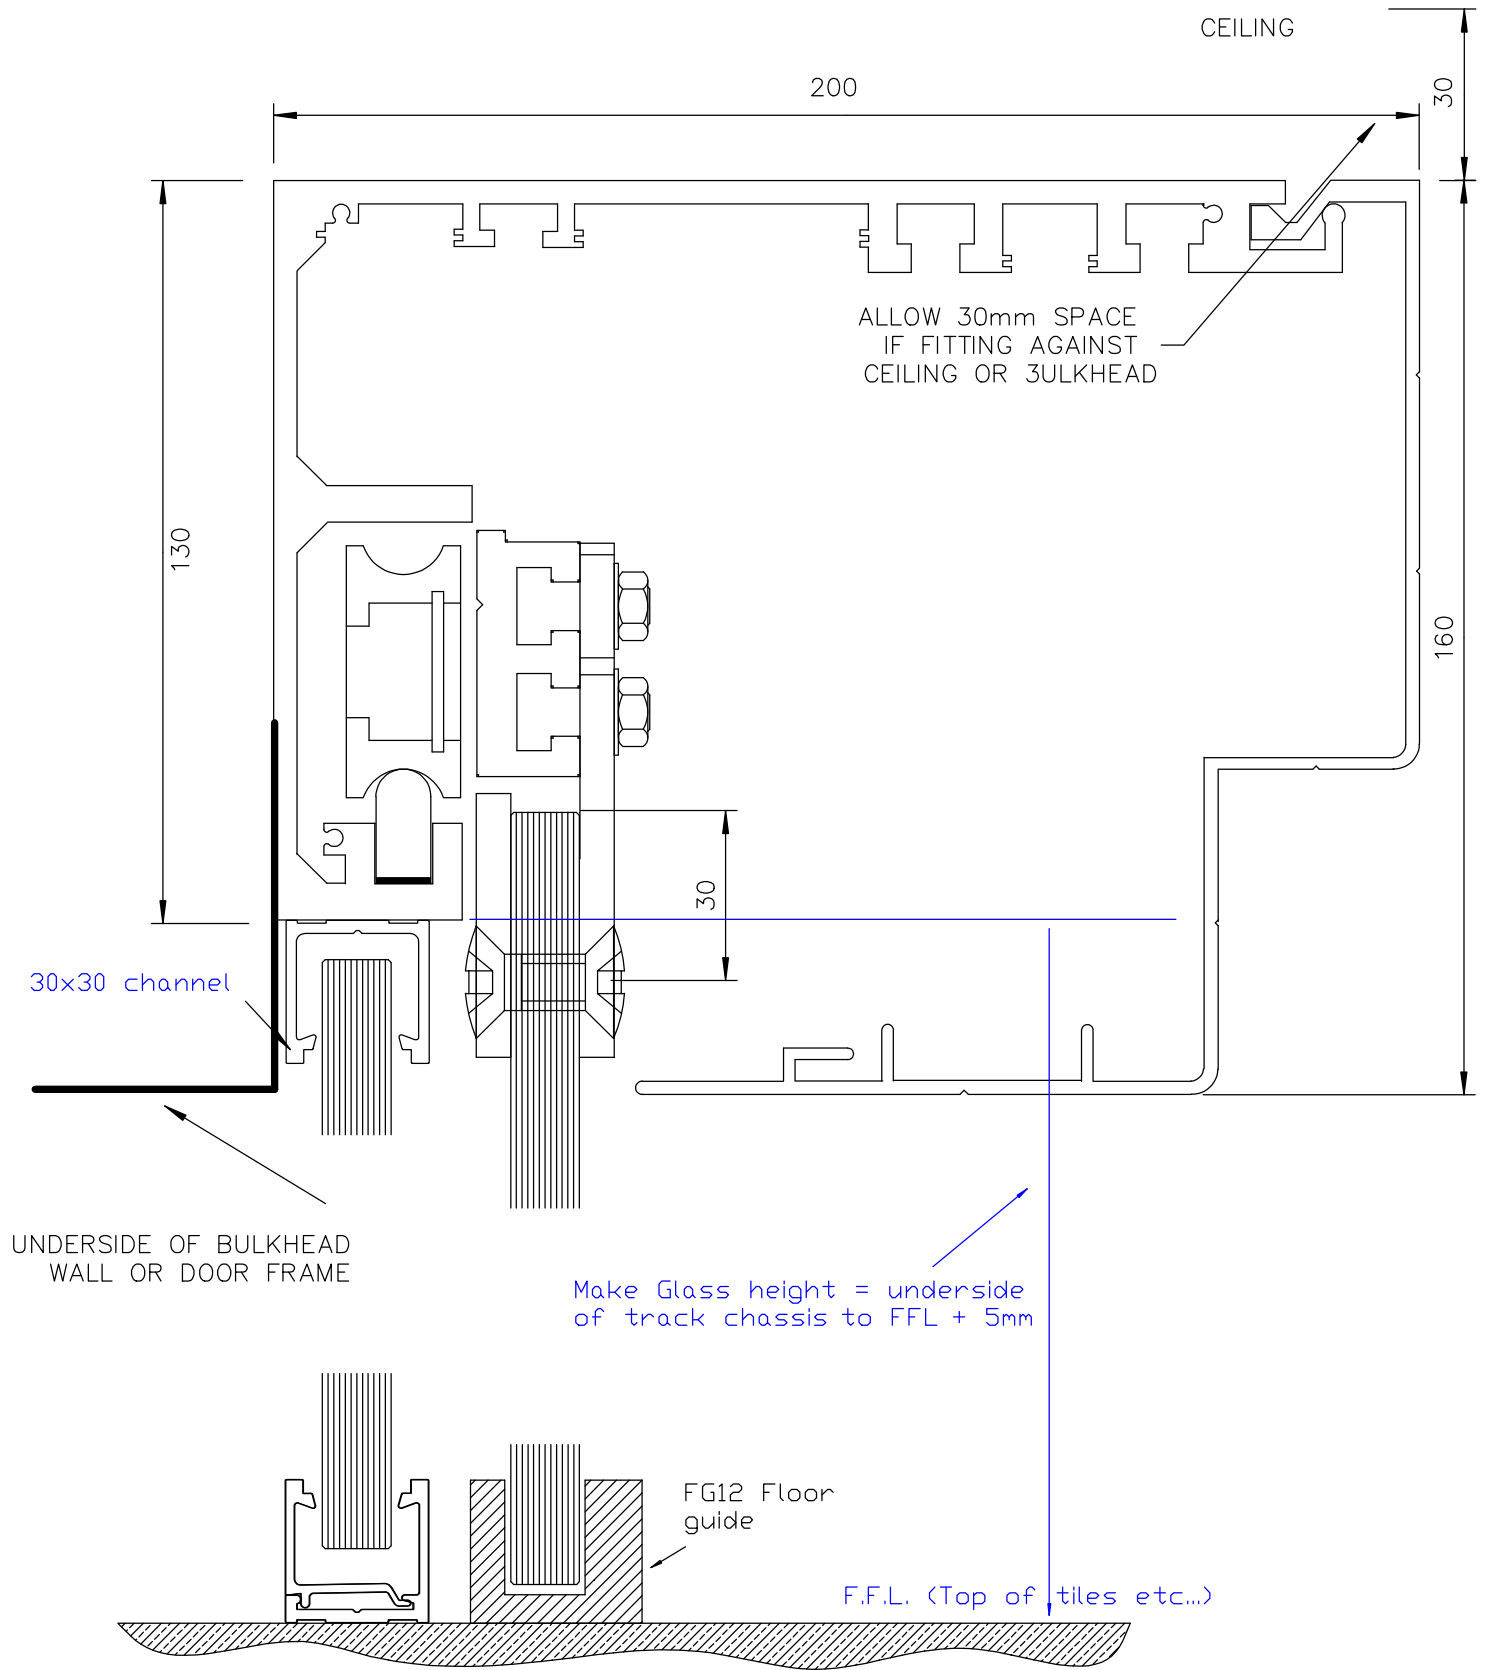 CEILING
30
200
ALLOW 30mm SPACE
IF FITTING AGAINST
CEILING OR 3ULKHEAD
130
160
30
30x30 channel
UNDERSIDE OF BULKHEAD
WALL OR DOOR FRAME
Make Glass height = underside
of track chassis to FFL + 5mm
FG12 Floor
guide
F.F.L. (Top of tiles etc...)